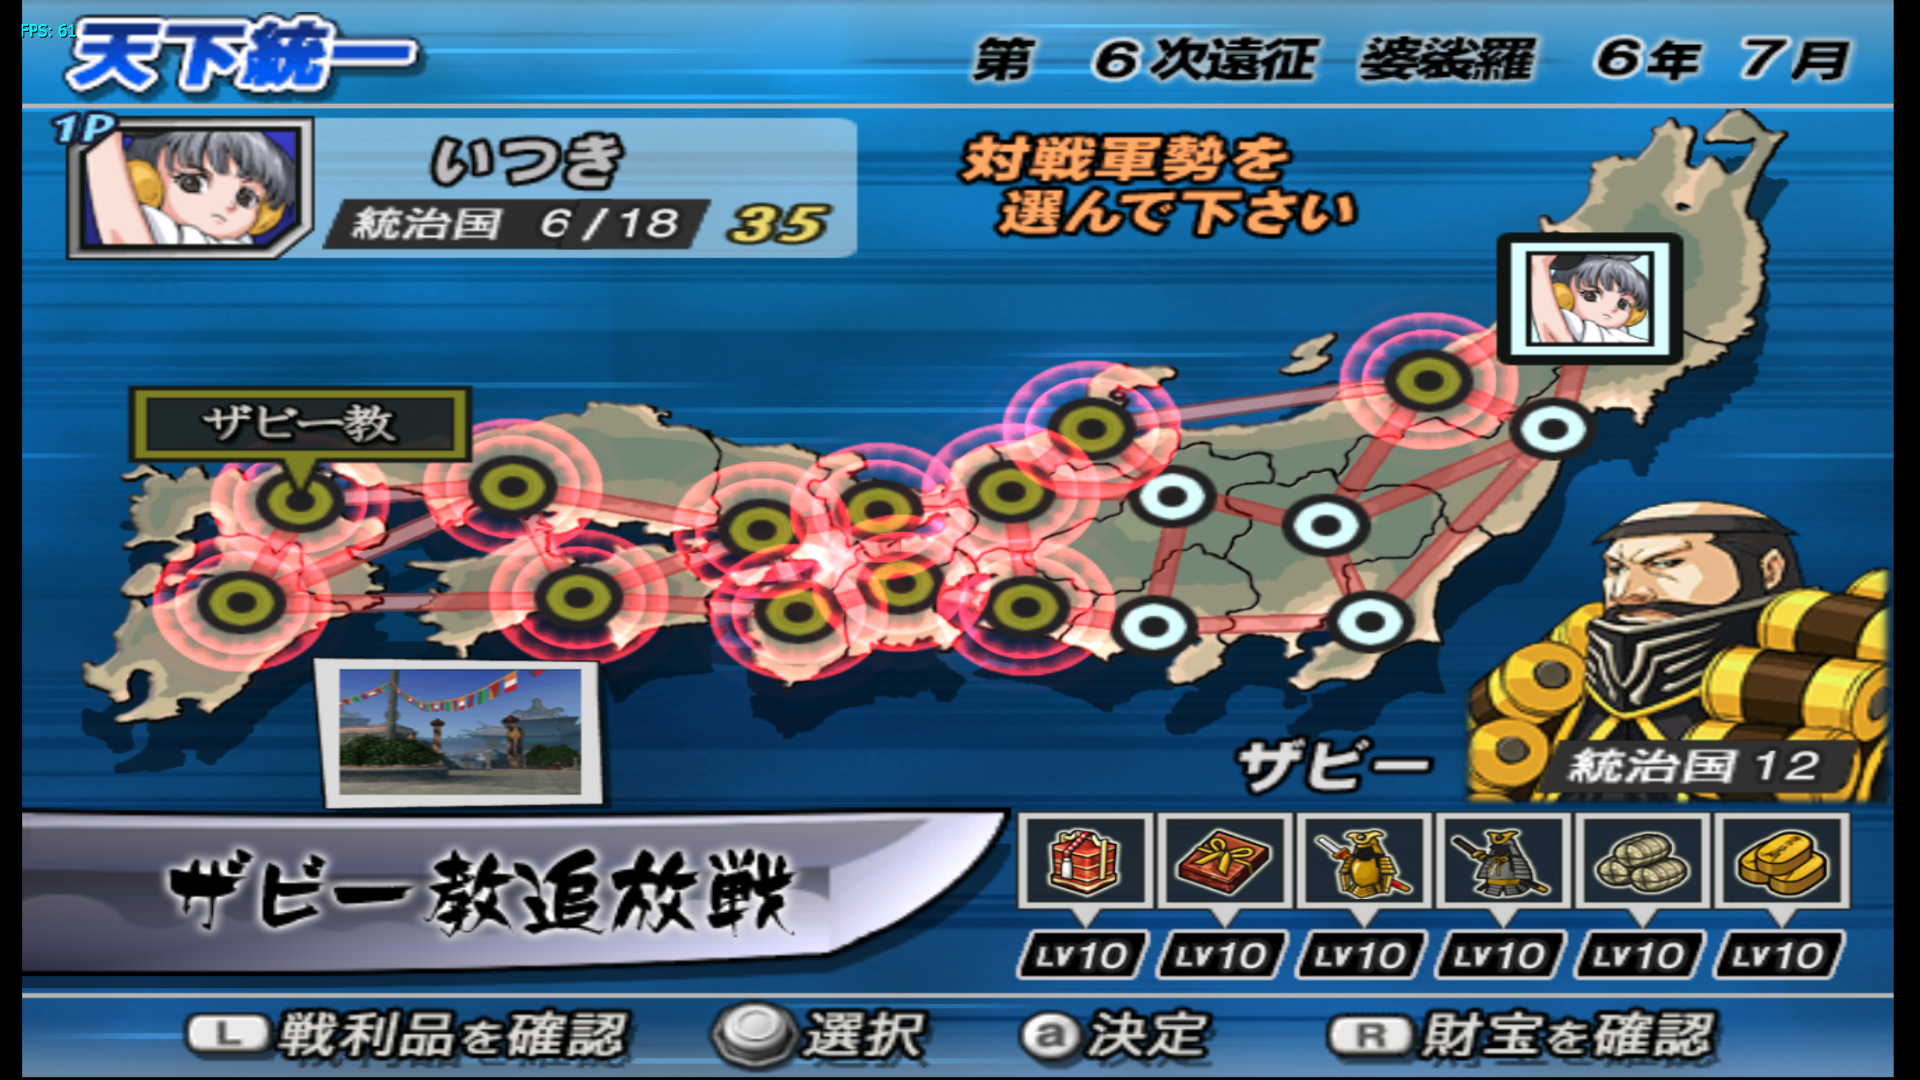 FPS: 61
天下統一
第 6次遠征 婆裟羅 6年 7月
1P
いつき
統治国 6/18 35
対戦軍勢を
選んで下さい
ザビー教
ザビー
統治国 12
ザビー教追放戦
LV10 LV10 LV10 LV10 LV10 LV10
L 戦利品を確認 選択 a 決定 R 財宝を確認